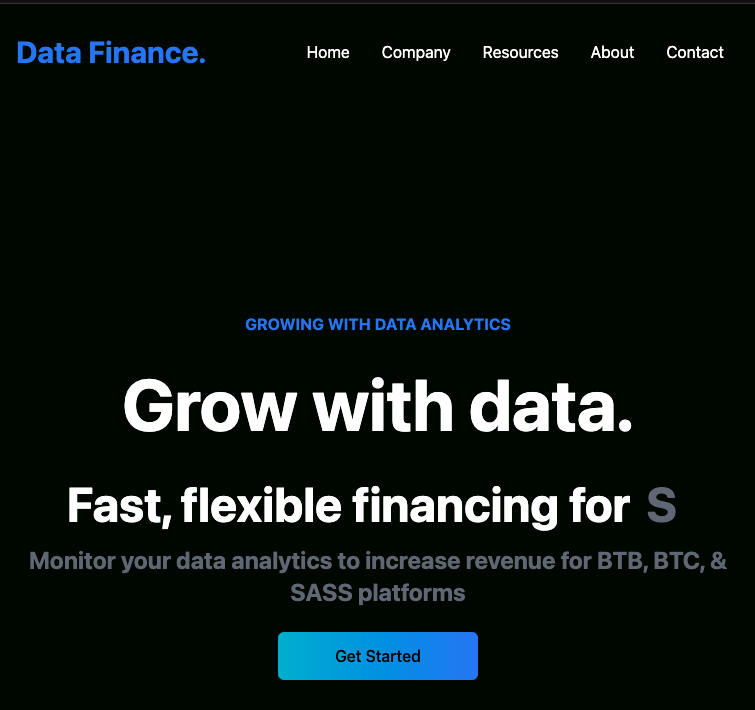 Data Finance.
Home Company Resources About Contact
GROWING WITH DATA ANALYTICS
Grow with data.
Fast, flexible financing for S
Monitor your data analytics to increase revenue for BTB, BTC, &
SASS platforms
Get Started